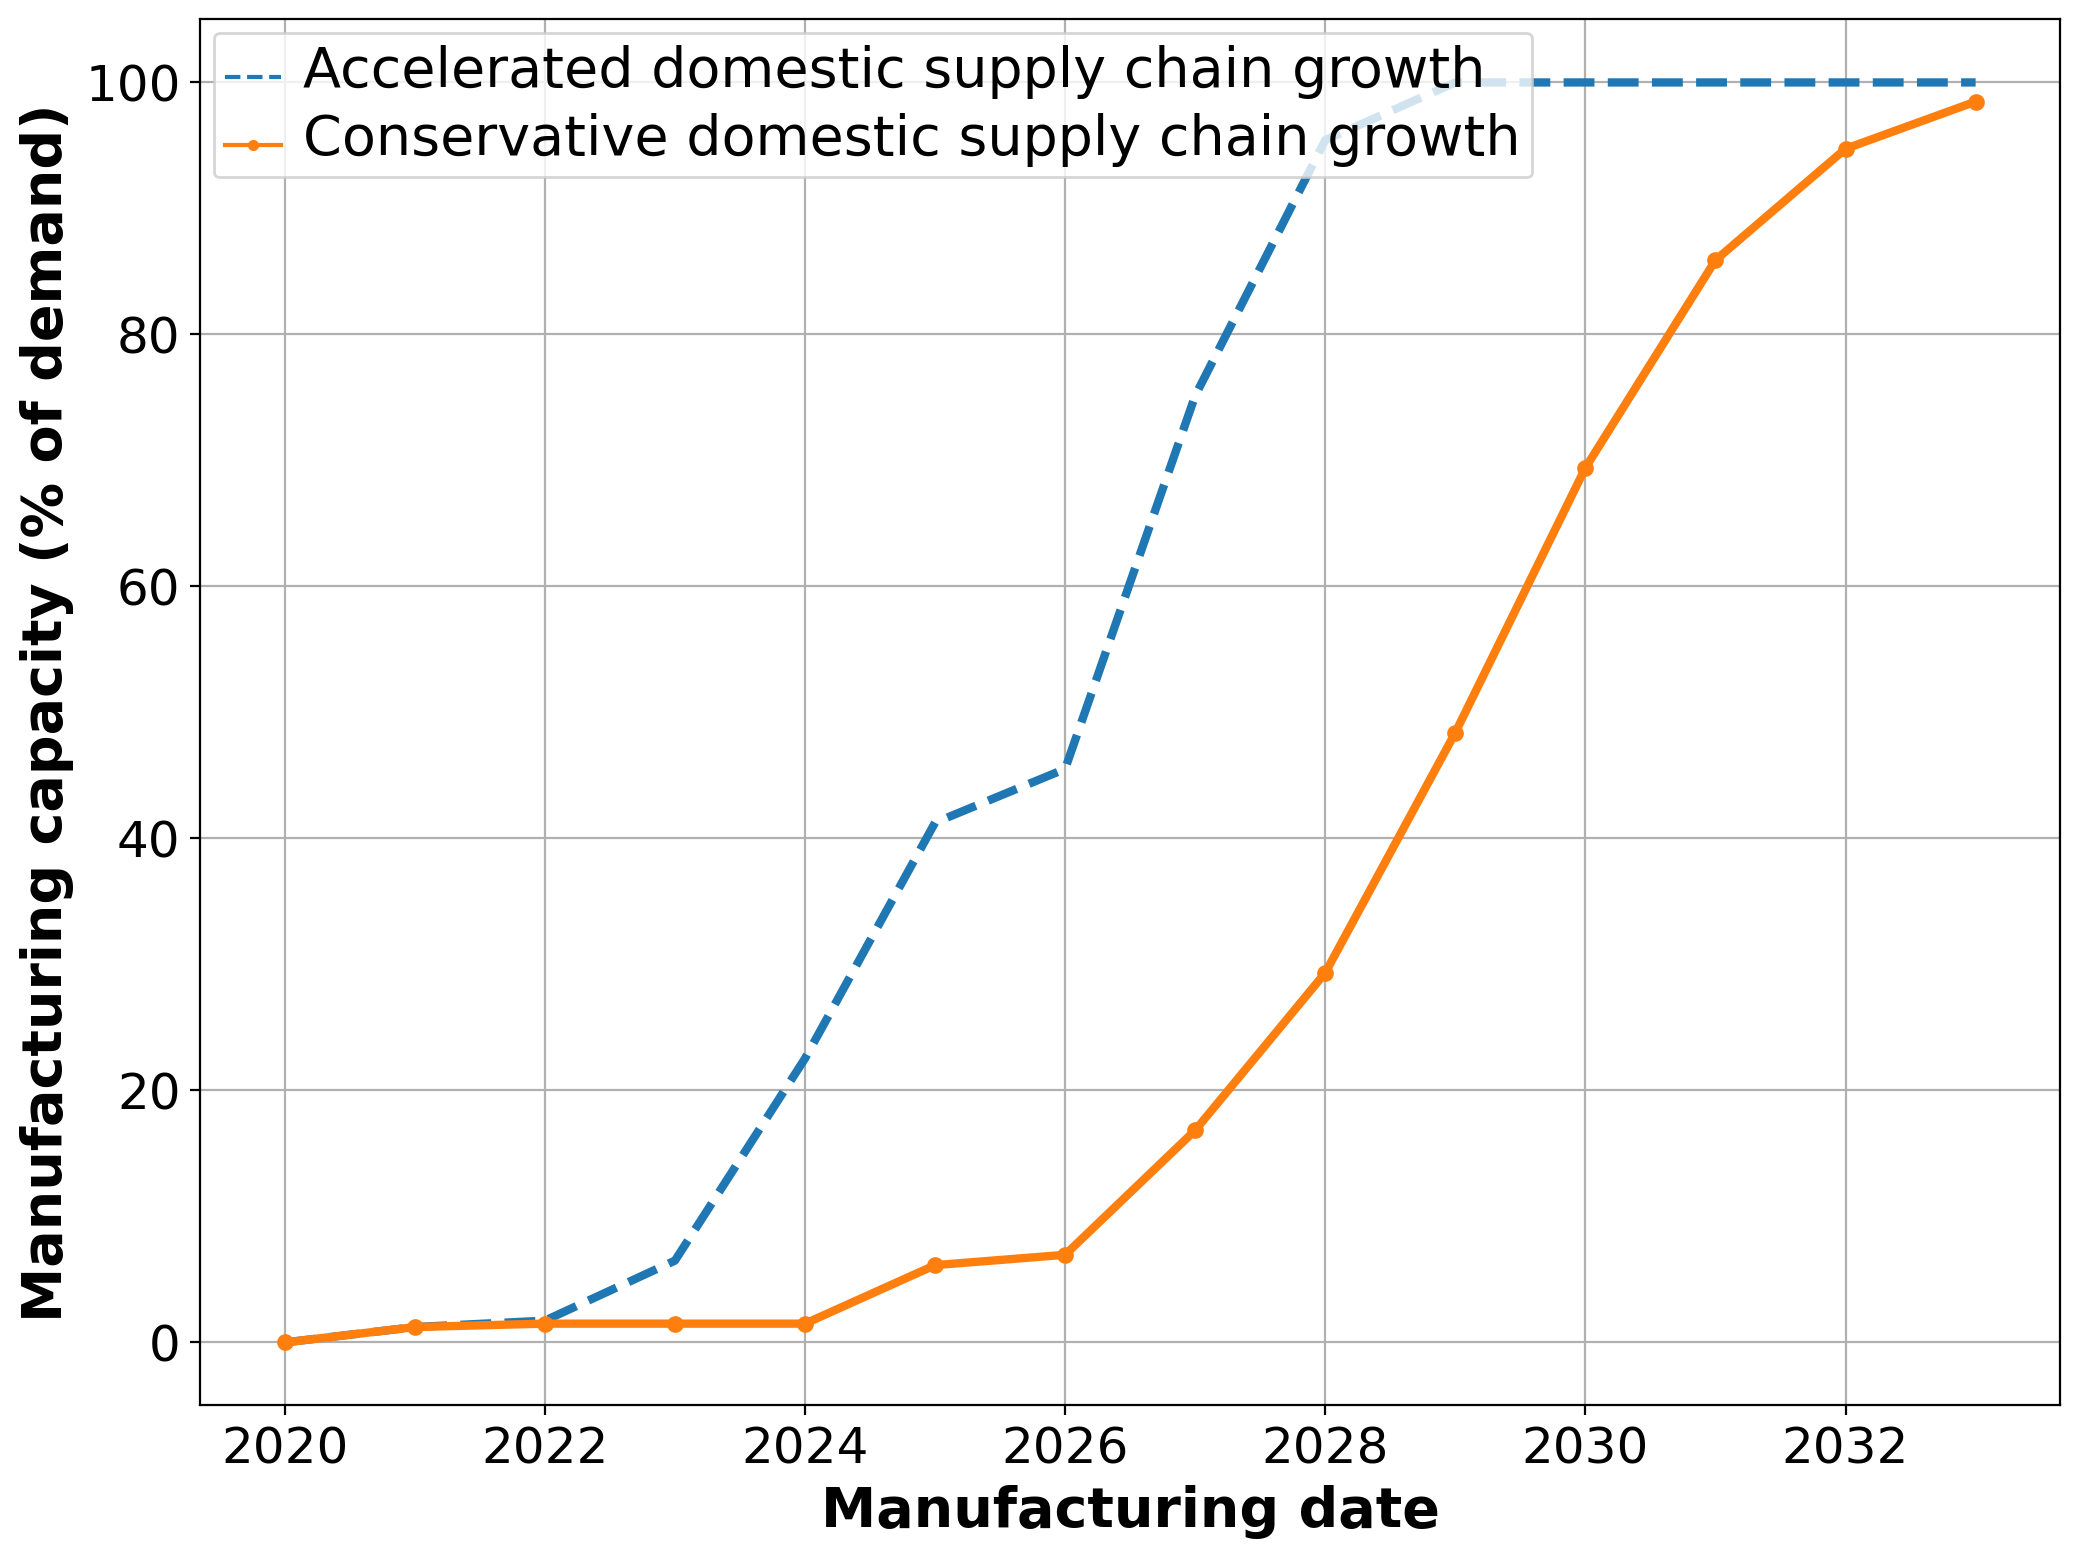 Accelerated domestic supply chain growth
Conservative domestic supply chain growth
Manufacturing capacity (% of demand)
100
80
60
40
20
0
2020 2022 2024 2026 2028 2030 2032
Manufacturing date